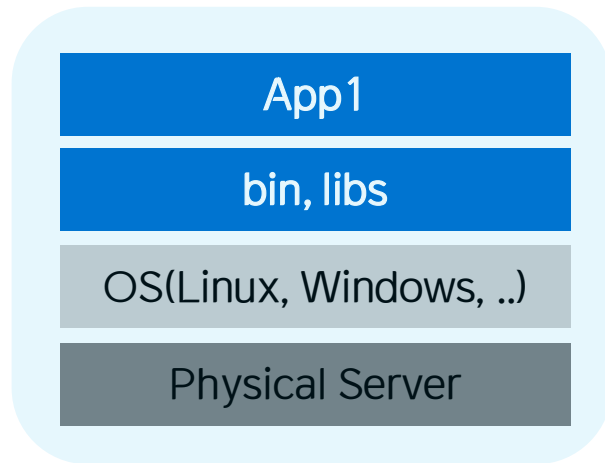 App1
bin, libs
OS(Linux, Windows, ..)
Physical Server